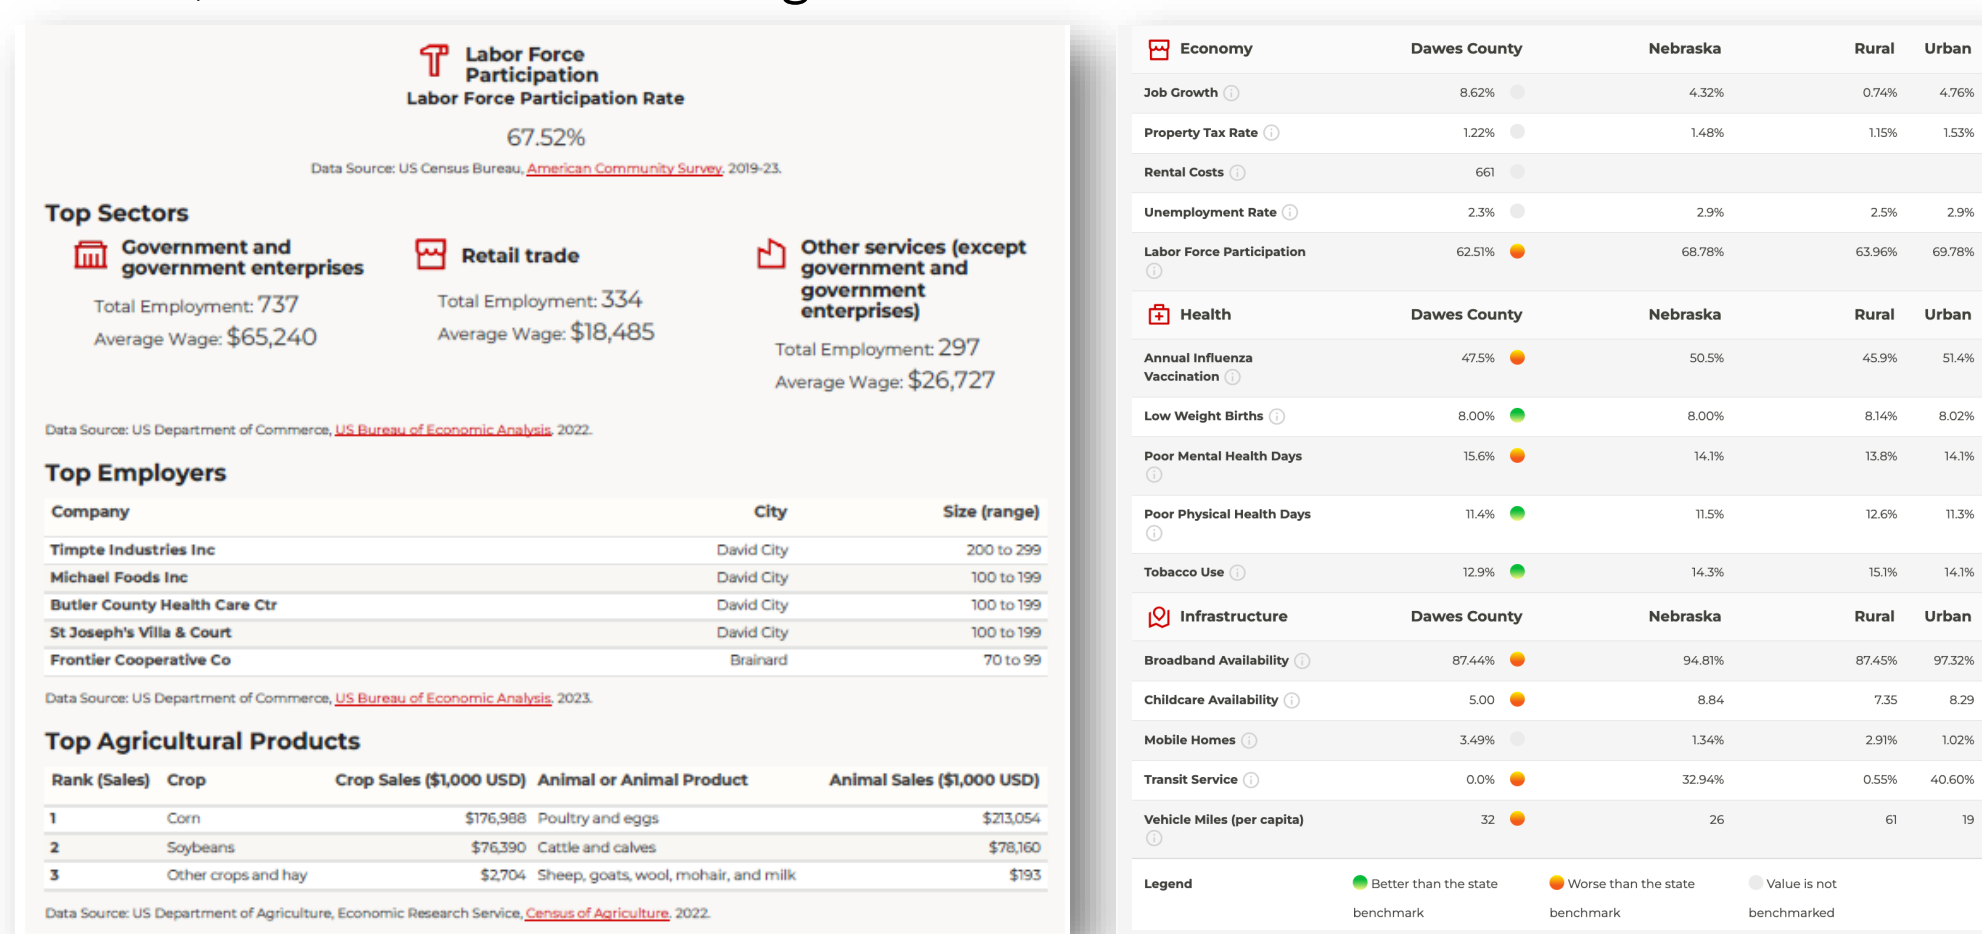 Labor Force
Participation
Labor Force Participation Rate
67.52%
Data Source: US Census Bureau, American Community Survey. 2019-23.
Top Sectors
Government and
government enterprises
Total Employment: 737
Average Wage: $65,240
Retail trade
Total Employment: 334
Average Wage: $18,485
Other services (except
government and
government
enterprises)
Total Employment: 297
Average Wage: $26,727
Data Source: US Department of Commerce, US Bureau of Economic Analysis. 2022.
Top Employers
Company City Size (range)
Timpte Industries Inc David City 200 to 299
Michael Foods Inc David City 100 to 199
Butler County Health Care Ctr David City 100 to 199
St Joseph's Villa & Court David City 100 to 199
Frontier Cooperative Co Brainard 70 to 99
Data Source: US Department of Commerce, US Bureau of Economic Analysis. 2023.
Top Agricultural Products
Rank (Sales) Crop Crop Sales ($1,000 USD) Animal or Animal Product Animal Sales ($1,000 USD)
1 Corn $176,988 Poultry and eggs $213,054
2 Soybeans $76,390 Cattle and calves $78,160
3 Other crops and hay $2,704 Sheep, goats, wool, mohair, and milk $193
Data Source: US Department of Agriculture, Economic Research Service, Census of Agriculture. 2022.
Economy Dawes County Nebraska Rural Urban
Job Growth 8.62% 4.32% 0.74% 4.76%
Property Tax Rate 1.22% 1.48% 1.15% 1.53%
Rental Costs 661
Unemployment Rate 2.3% 2.9% 2.5% 2.9%
Labor Force Participation 62.51% 68.78% 63.96% 69.78%
Health Dawes County Nebraska Rural Urban
Annual Influenza 47.5% 50.5% 45.9% 51.4%
Vaccination
Low Weight Births 8.00% 8.00% 8.14% 8.02%
Poor Mental Health Days 15.6% 14.1% 13.8% 14.1%
Poor Physical Health Days 11.4% 11.5% 12.6% 11.3%
Tobacco Use 12.9% 14.3% 15.1% 14.1%
Infrastructure Dawes County Nebraska Rural Urban
Broadband Availability 87.44% 94.81% 87.45% 97.32%
Childcare Availability 5.00 8.84 7.35 8.29
Mobile Homes 3.49% 1.34% 2.91% 1.02%
Transit Service 0.0% 32.94% 0.55% 40.60%
Vehicle Miles (per capita) 32 26 61 19
Legend Better than the state Worse than the state Value is not
benchmark benchmark benchmarked